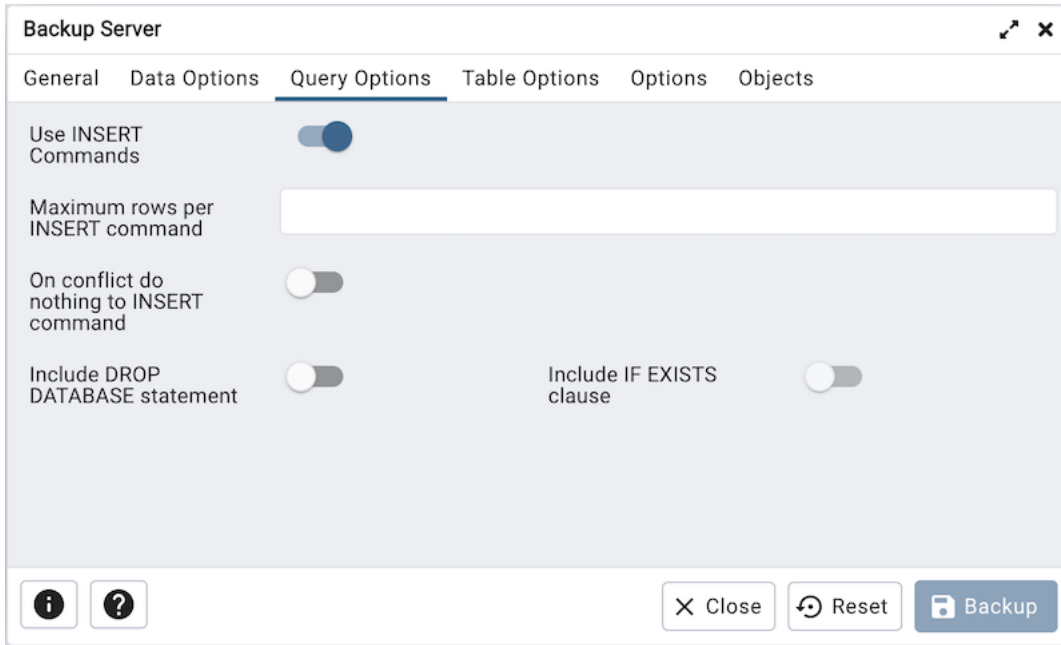 Backup Server
General Data Options Query Options Table Options Options Objects
Use INSERT
Commands
Maximum rows per
INSERT command
On conflict do
nothing to INSERT
command
Include DROP
DATABASE statement
Include IF EXISTS
clause
Close Reset Backup